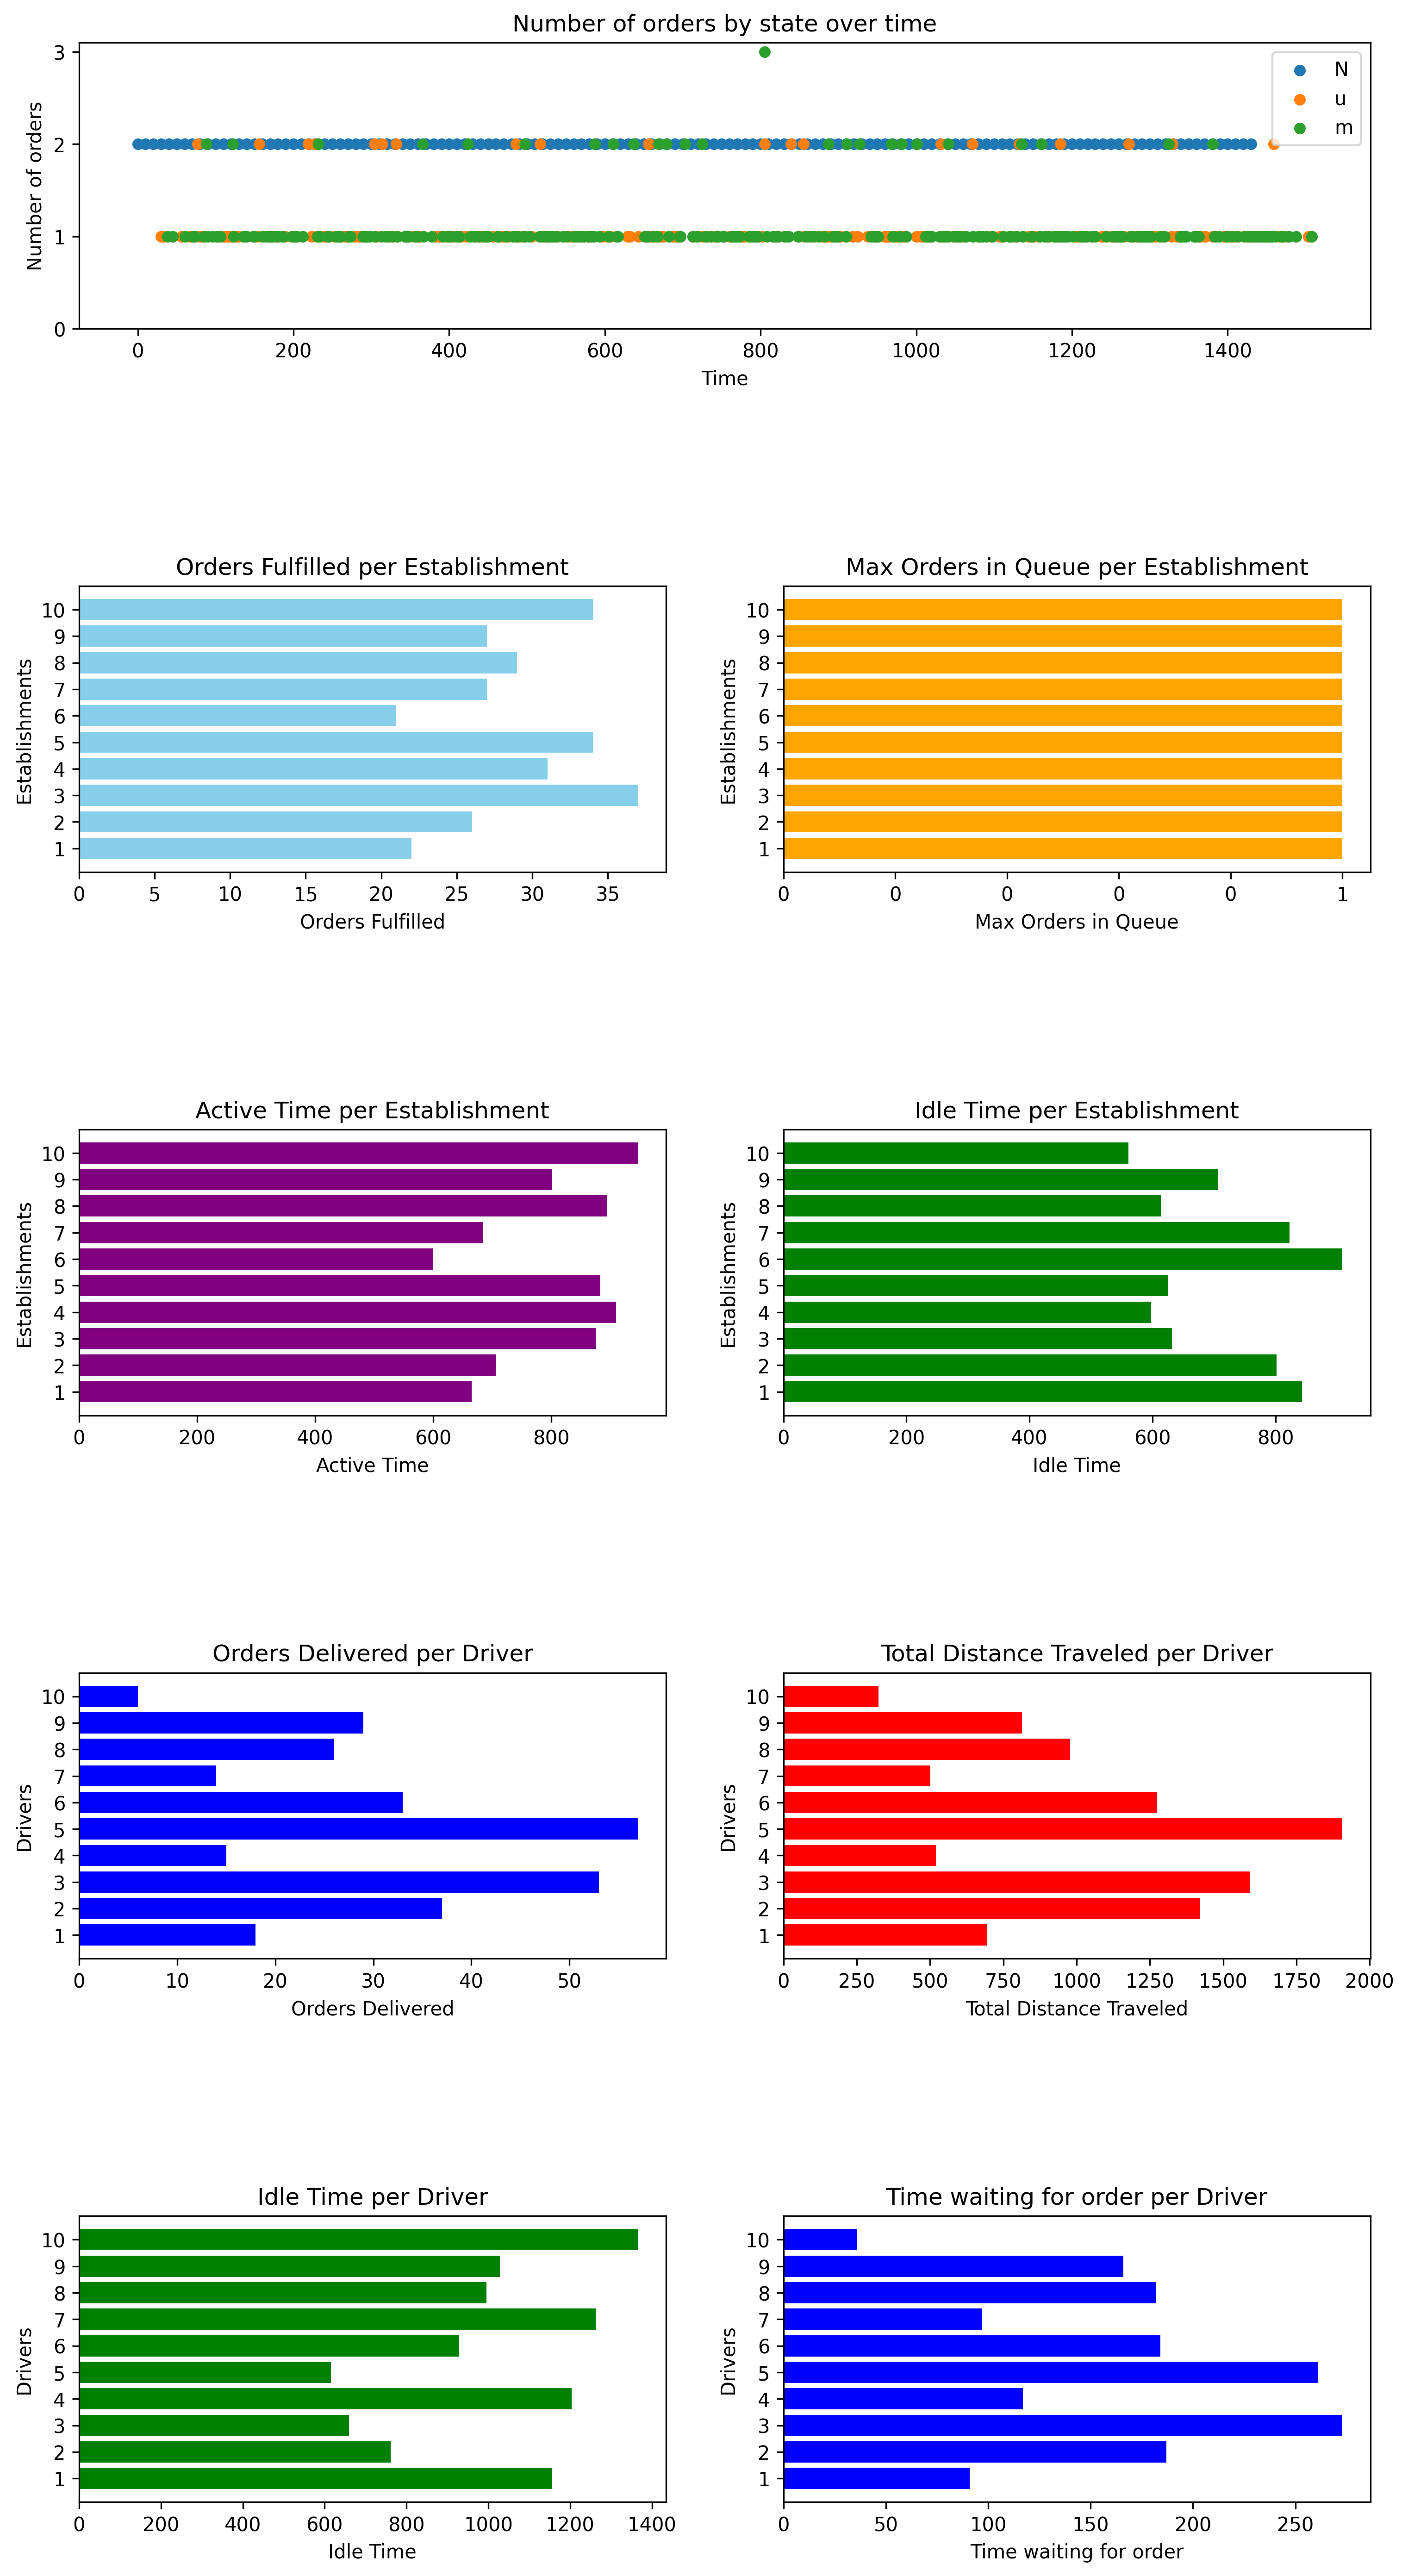 Number of orders by state over time
Number of orders
3
2
1
0
N
u
m
0 200 400 600 800 1000 1200 1400
Time
Orders Fulfilled per Establishment
Establishments
10
9
8
7
6
5
4
3
2
1
0 5 10 15 20 25 30 35
Orders Fulfilled
Max Orders in Queue per Establishment
Establishments
10
9
8
7
6
5
4
3
2
1
0 0 0 0 0 1
Max Orders in Queue
Active Time per Establishment
Establishments
10
9
8
7
6
5
4
3
2
1
0 200 400 600 800
Active Time
Idle Time per Establishment
Establishments
10
9
8
7
6
5
4
3
2
1
0 200 400 600 800
Idle Time
Orders Delivered per Driver
Drivers
10
9
8
7
6
5
4
3
2
1
0 10 20 30 40 50
Orders Delivered
Total Distance Traveled per Driver
Drivers
10
9
8
7
6
5
4
3
2
1
0 250 500 750 1000 1250 1500 1750 2000
Total Distance Traveled
Idle Time per Driver
Drivers
10
9
8
7
6
5
4
3
2
1
0 200 400 600 800 1000 1200 1400
Idle Time
Time waiting for order per Driver
Drivers
10
9
8
7
6
5
4
3
2
1
0 50 100 150 200 250
Time waiting for order